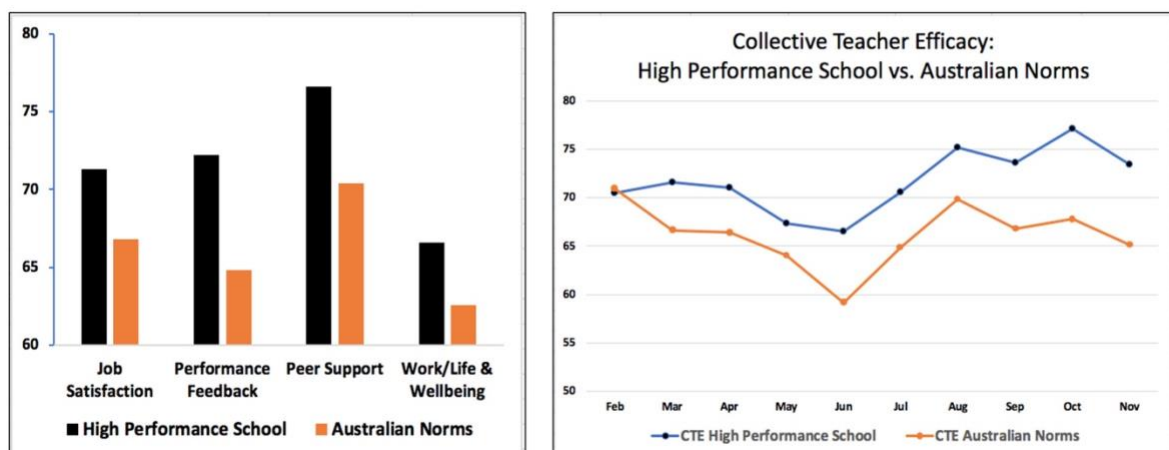 80
75
70
65
60
Job
Satisfaction
Performance
Feedback
Peer Support
Work/Life &
Wellbeing
High Performance School
Australian Norms
Collective Teacher Efficacy:
High Performance School vs. Australian Norms
80
75
70
65
60
55
50
Feb
Mar
Apr
May
Jun
Jul
Aug
Sep
Oct
Nov
CTE High Performance School
CTE Australian Norms